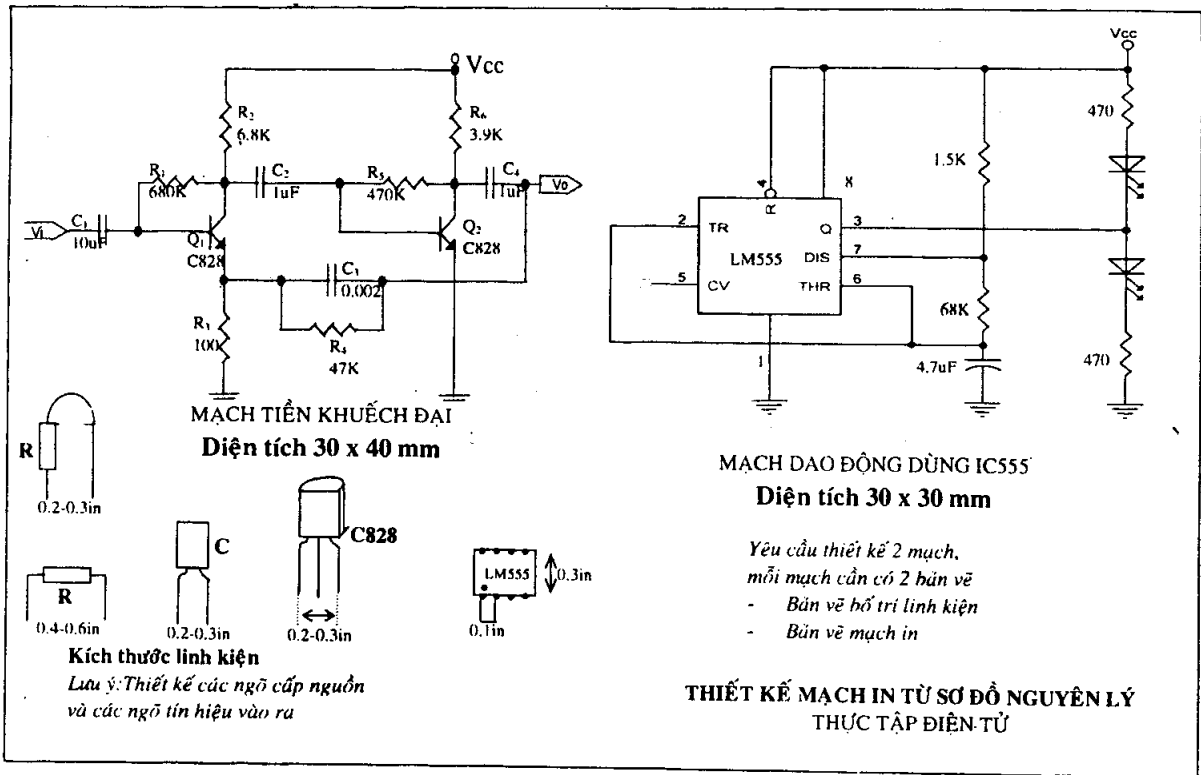 Vcc
R₂
6.8K
R₆
3.9K
R₁
680K
C₂
1uF
R₅
470K
C₄
1uF
Vo
Vi
C₁
10uF
Q₁
C828
Q₂
C828
C₃
0.002
R₃
100
R₄
47K
MẠCH TIỀN KHUẾCH ĐẠI
Diện tích 30 x 40 mm
Vcc
470
1.5K
4
8
R
2
TR
Q
3
LM555
DIS
7
5
CV
THR
6
68K
1
4.7uF
470
MẠCH DAO ĐỘNG DÙNG IC555
Diện tích 30 x 30 mm
R
0.2-0.3in
R
0.4-0.6in
C
0.2-0.3in
C828
0.2-0.3in
LM555
0.3in
0.1in
Kích thước linh kiện
Lưu ý:Thiết kế các ngõ cấp nguồn
và các ngõ tín hiệu vào ra
Yêu cầu thiết kế 2 mạch,
mỗi mạch cần có 2 bản vẽ
- Bản vẽ bố trí linh kiện
- Bản vẽ mạch in
THIẾT KẾ MẠCH IN TỪ SƠ ĐỒ NGUYÊN LÝ
THỰC TẬP ĐIỆN TỬ